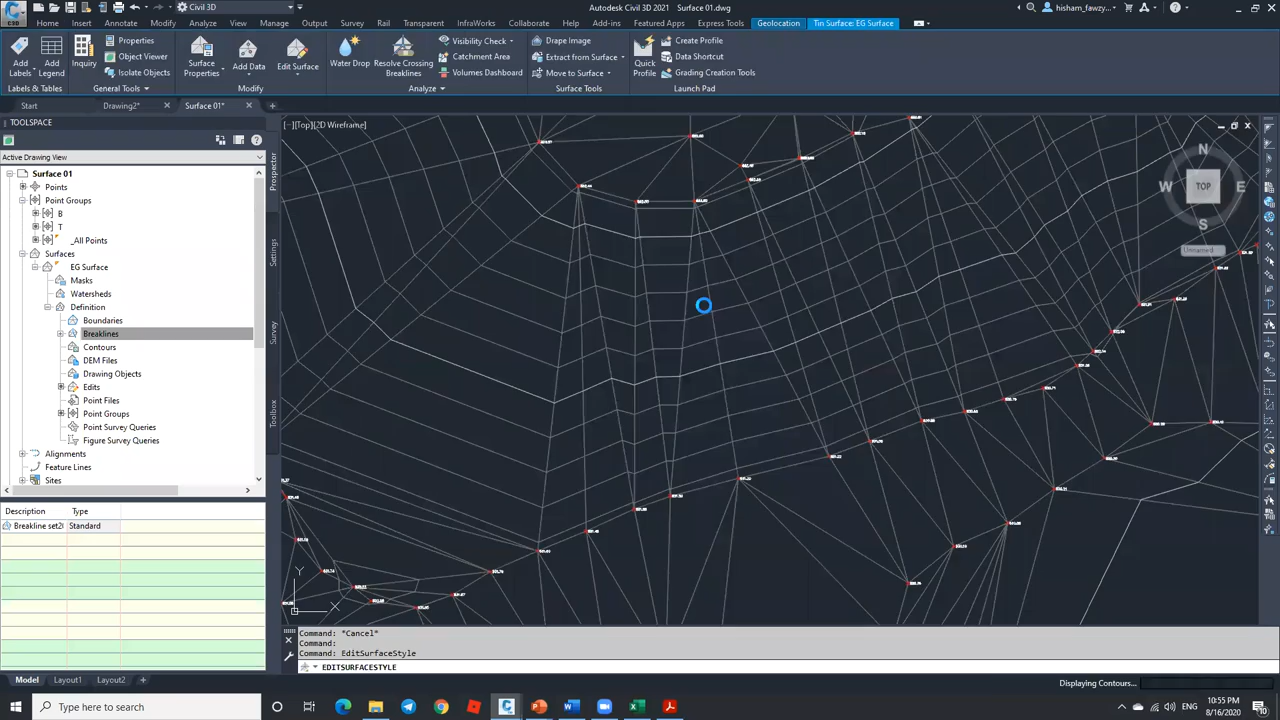 Civil 3D
Autodesk Civil 3D 2021 Surface 01.dwg
hisham_fawzy...
Home Insert Annotate Modify Analyze View Manage Output Survey Rail Transparent InfraWorks Collaborate Help Add-ins Featured Apps Express Tools Geolocation Tin Surface: EG Surface
Add Labels
Add Legend
Inquiry
Properties
Object Viewer
Isolate Objects
Surface Properties
Add Data
Edit Surface
Water Drop
Resolve Crossing Breaklines
Visibility Check
Catchment Area
Volumes Dashboard
Drape Image
Extract from Surface
Move to Surface
Quick Profile
Create Profile
Data Shortcut
Grading Creation Tools
Labels & Tables General Tools Modify Analyze Surface Tools Launch Pad
Start Drawing2* Surface 01*
TOOLSPACE
Active Drawing View
Surface 01
Points
Point Groups
B
T
_All Points
Surfaces
EG Surface
Masks
Watersheds
Definition
Boundaries
Breaklines
Contours
DEM Files
Drawing Objects
Edits
Point Files
Point Groups
Point Survey Queries
Figure Survey Queries
Alignments
Feature Lines
Sites
Prospector
Settings
Survey
Toolbox
Description Type
Breakline set2( Standard
[−][Top][2D Wireframe]
N
W TOP E
S
Unnamed
Y
X
Command: *Cancel*
Command:
Command: EditSurfaceStyle
EDITSURFACESTYLE
Model Layout1 Layout2
Displaying Contours...
Type here to search
ENG
10:55 PM
8/16/2020